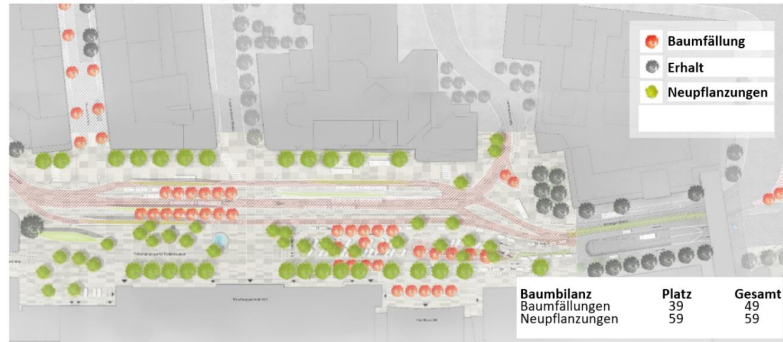 Baumfällung
Erhalt
Neupflanzungen
Baumbilanz Platz Gesamt
Baumfällungen 39 49
Neupflanzungen 59 59